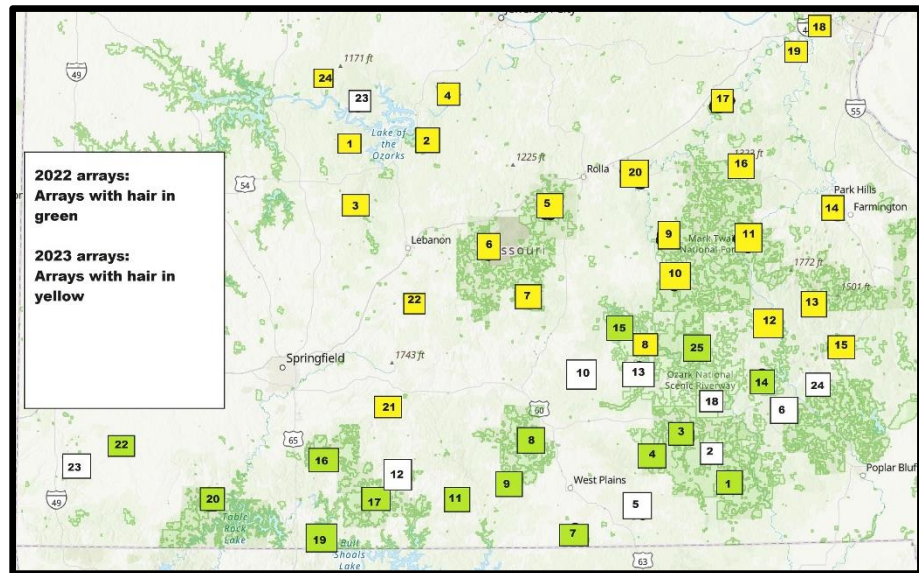 Jefferson City
18
44
19
49
1171 ft
24
23
4
17
55
Lake of
the
Ozarks
1
2
1225 ft
16
Rolla
20
2022 arrays:
Arrays with hair in
green
54
Park Hills
14
Farmington
3
5
2023 arrays:
Arrays with hair in
yellow
Lebanon
6
ssouri
9
11
Mark Twain
National Forest
10
1772 ft
1501 ft
7
22
13
12
15
8
25
15
Springfield
1743 ft
10
13
Ozark National
Scenic Riverway
14
24
18
6
21
60
65
8
3
22
16
4
2
23
12
Poplar Bluff
9
West Plains
1
49
20
17
11
5
Table
Rock
Lake
19
Bull
Shoals
Lake
7
63